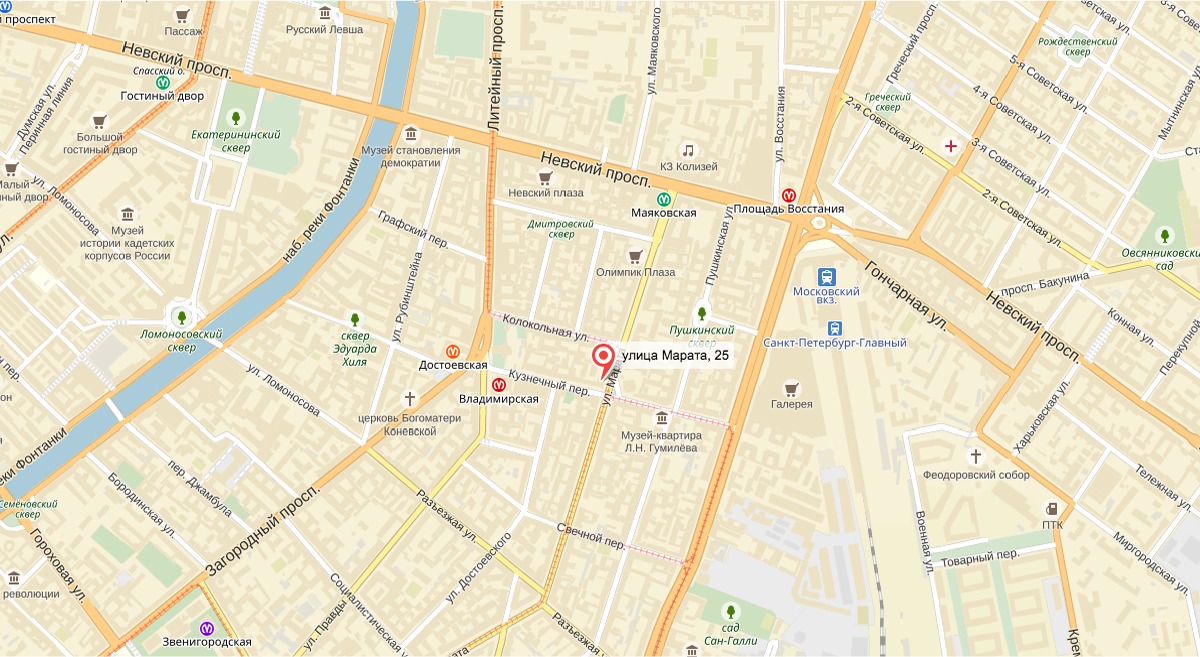 й проспект
Пассаж
Русский Левша
Невский просп.
Спасский о.
Гостиный двор
Думская ул.
Перинная линия
Большой
гостиный двор
Екатерининский
сквер
Музей становления
демократии
Литейный просп.
ул. Маяковского
ул. Восстания
Греческий просп.
Рождественский
сквер
5-я Советская ул.
4-я Советская ул.
3-я Советская ул.
2-я Советская ул.
2-я Советская ул.
Мытнинская ул.
Греческий
сквер
КЗ Колизей
Невский просп.
Невский плаза
Маяковская
Площадь Восстания
Малый
ный двор
ул. Ломоносова
Музей
истории кадетских
корпусов России
наб. реки Фонтанки
Графский пер.
ул. Рубинштейна
Дмитровский
сквер
Олимпик Плаза
Пушкинская ул.
Овсянниковский
сад
просп. Бакунина
Московский
вкз.
Гончарная ул.
Невский просп.
Конная ул.
Перекупной
Санкт-Петербург-Главный
Ломоносовский
сквер
сквер
Эдуарда
Хиля
Колокольная ул.
Пушкинский
сквер
улица Марата, 25
ул. Мар
Достоевская
Владимирская
Кузнечный пер.
ул. Ломоносова
церковь Богоматери
Коневской
Музей-квартира
Л.Н. Гумилёва
Галерея
Харьковская ул.
Феодоровский собор
Тележная ул.
еки Фонтанки
Семёновский
сквер
пер. Джамбула
Бородинская ул.
Загородный просп.
Разъезжая ул.
Свечной пер.
ул. Достоевского
Военная ул.
ПТК
Товарный пер.
Миргородская ул.
Гороховая ул.
революции
Звенигородская
Социалистическая ул.
ул. Правды
Разъезжая
рата
сад
Сан-Галли
Крем